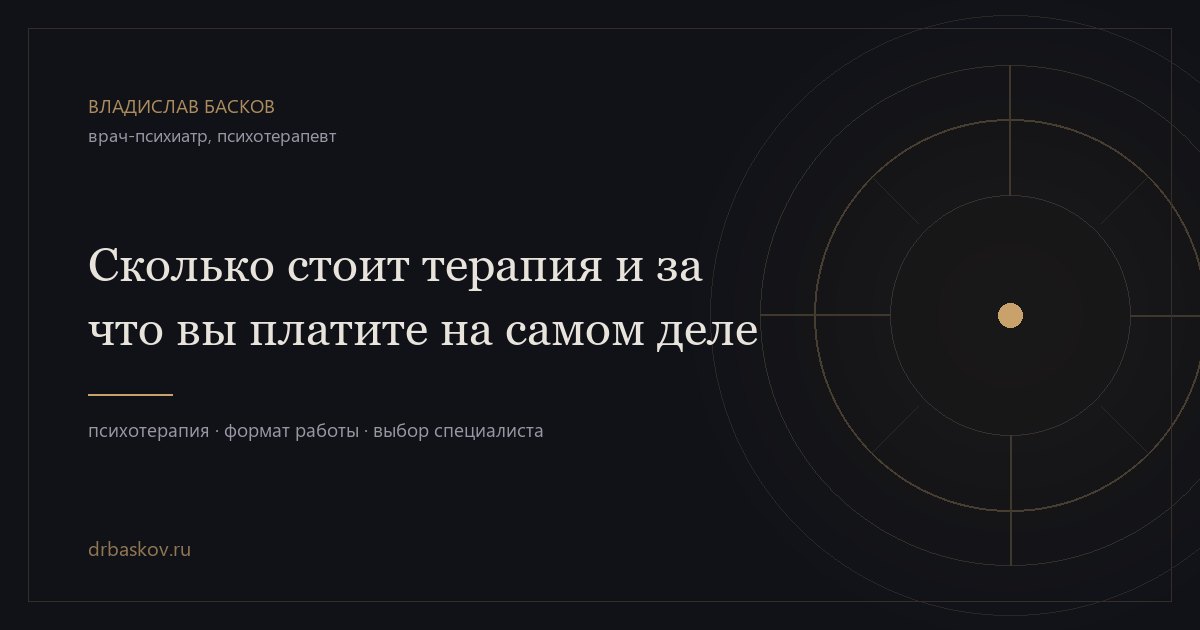 ВЛАДИСЛАВ БАСКОВ
врач-психиатр, психотерапевт
Сколько стоит терапия и за
что вы платите на самом деле
психотерапия · формат работы · выбор специалиста
drbaskov.ru